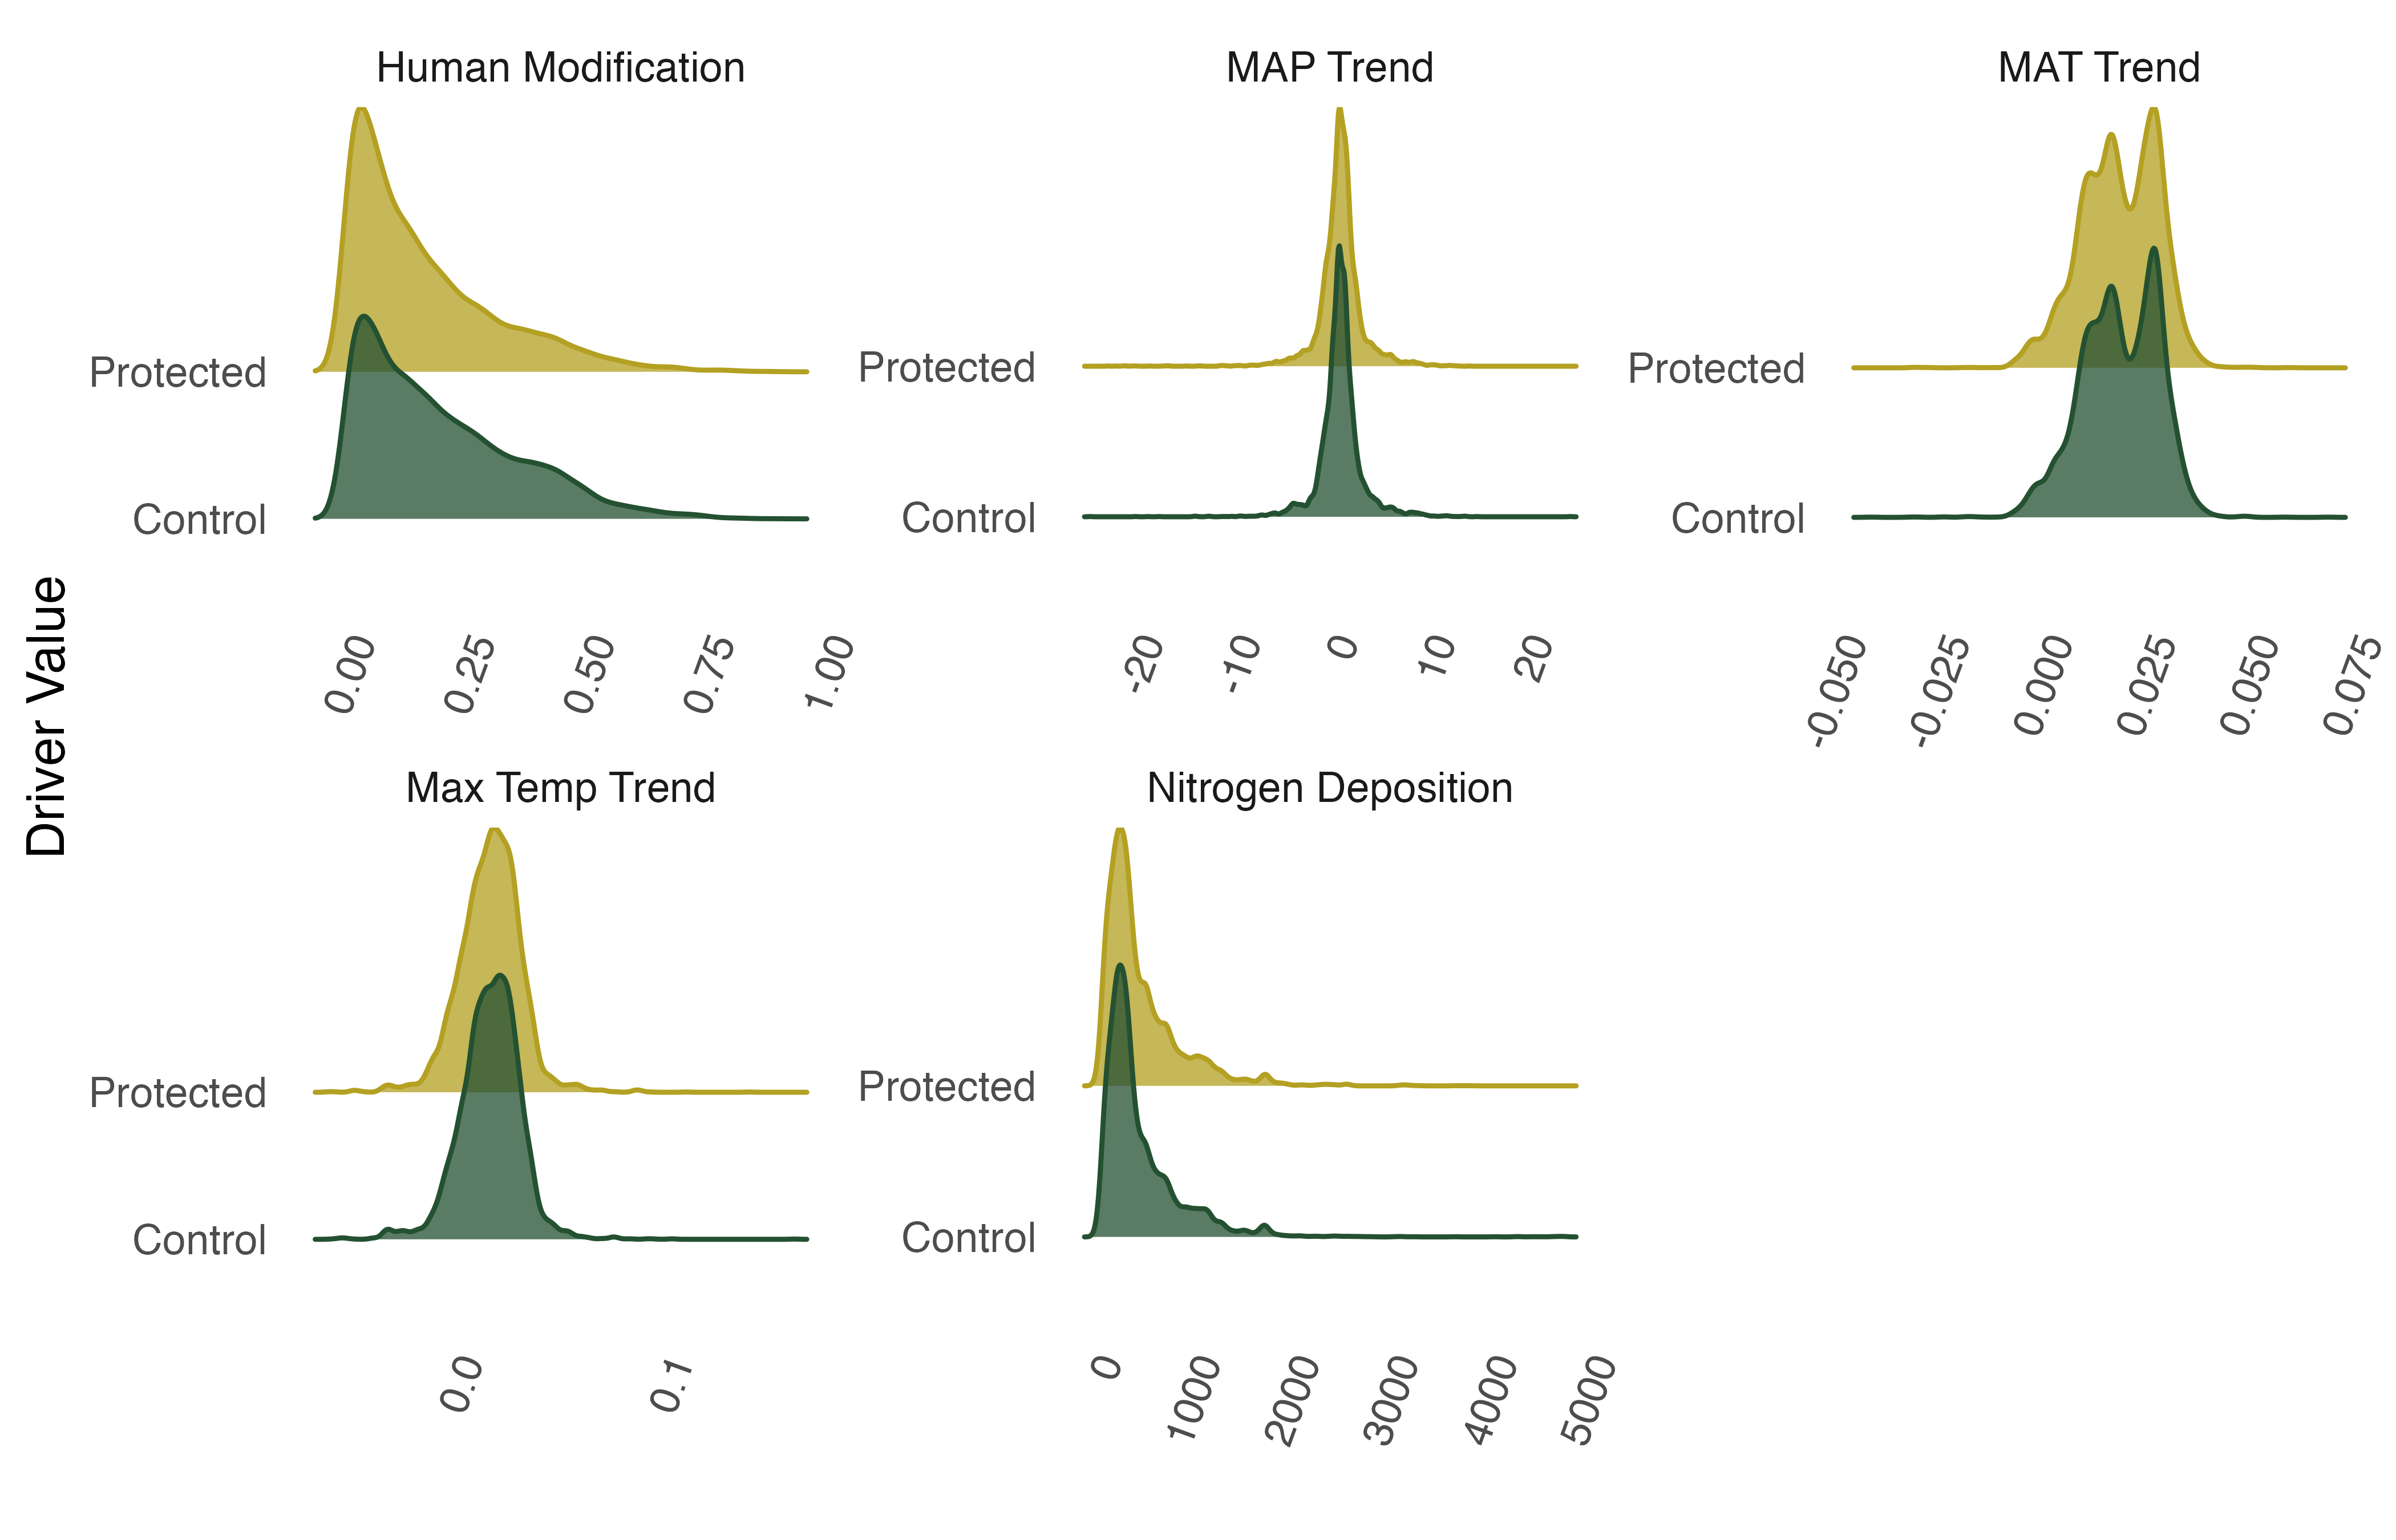 Human Modification
MAP Trend
MAT Trend
Protected
Control
Protected
Control
Protected
Control
0.00
0.25
0.50
0.75
1.00
-20
-10
0
10
20
-0.050
-0.025
0.000
0.025
0.050
0.075
Driver Value
Max Temp Trend
Nitrogen Deposition
Protected
Control
Protected
Control
0.0
0.1
0
1000
2000
3000
4000
5000